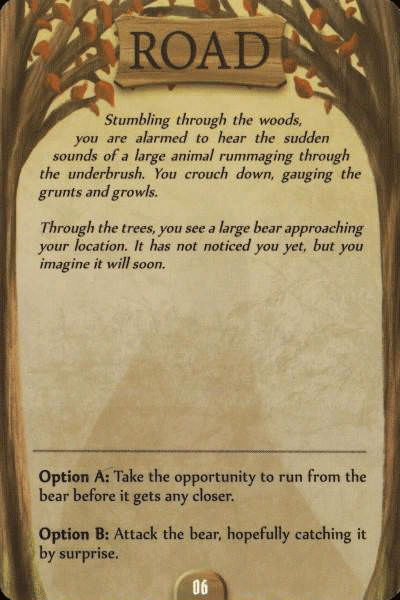 ROAD
Stumbling through the woods,
you are alarmed to hear the sudden
sounds of a large animal rummaging through
the underbrush. You crouch down, gauging the
grunts and growls.
Through the trees, you see a large bear approaching
your location. It has not noticed you yet, but you
imagine it will soon.
Option A: Take the opportunity to run from the
bear before it gets any closer.
Option B: Attack the bear, hopefully catching it
by surprise.
06